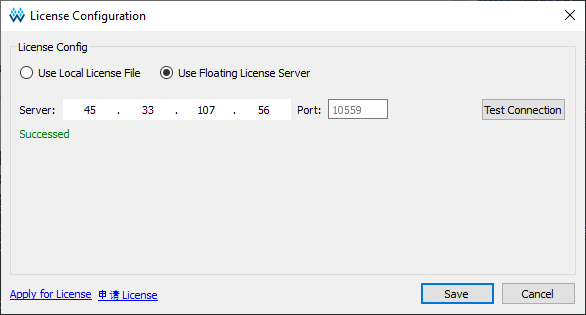 License Configuration
License Config
Use Local License File Use Floating License Server
Server: 45 . 33 . 107 . 56 Port: 10559 Test Connection
Successed
Apply for License 申请 License Save Cancel